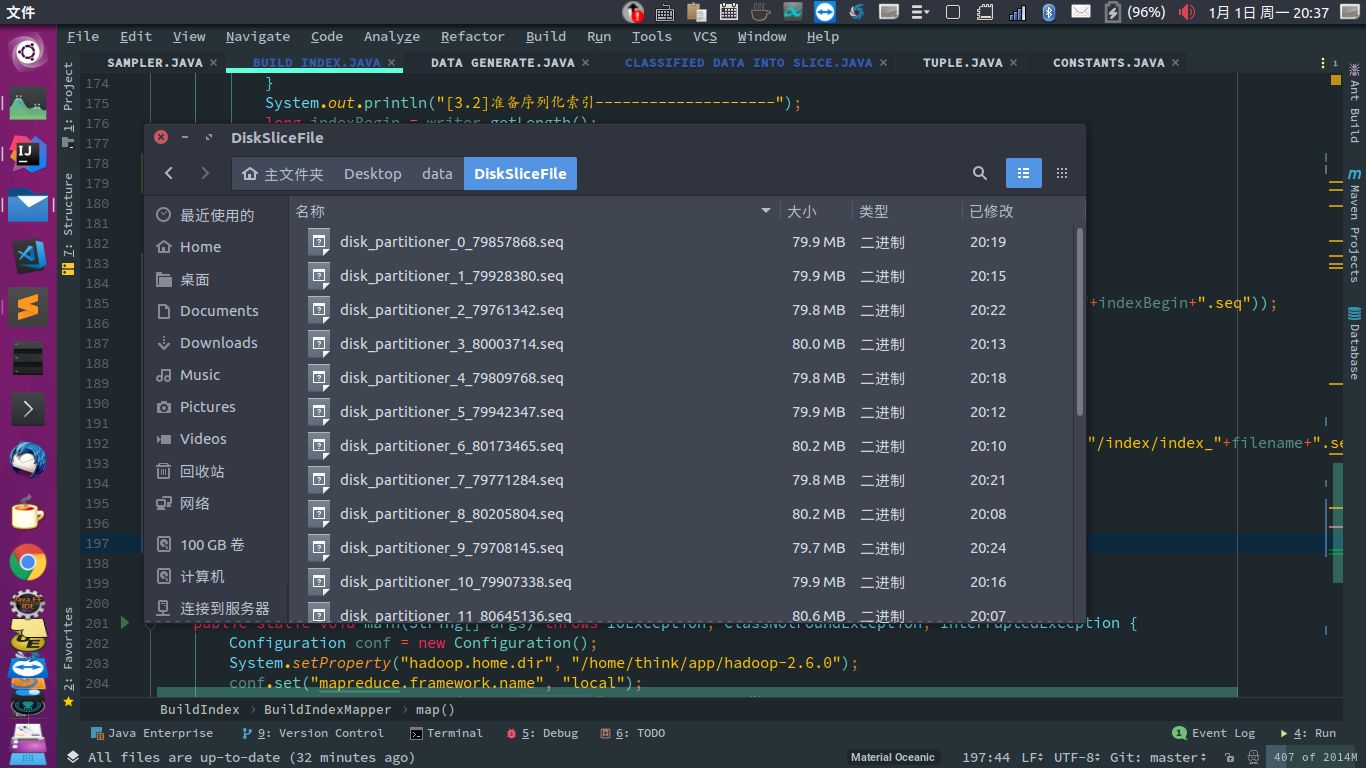 文件
(96%)
1月 1日 周一 20:37
File Edit View Navigate Code Analyze Refactor Build Run Tools VCS Window Help
SAMPLER.JAVA × BUILD INDEX.JAVA × DATA GENERATE.JAVA × CLASSIFIED DATA INTO SLICE.JAVA × TUPLE.JAVA × CONSTANTS.JAVA ×
1: Project
7: Structure
2: Favorites
Ant Build
Maven Projects
Database
174 }
175 System.out.println("[3.2]准备序列化索引--------------------");
176 long indexBegin = writer.getLength();
177
178
179
180
181
182
183
184
185 +indexBegin+".seq"));
186
187
188
189
190
191
192 "/index/index_"+filename+".se
193
194
195
196
197
198
199
200
201 public static void main(String[] args) throws IOException, ClassNotFoundException, InterruptedException {
202 Configuration conf = new Configuration();
203 System.setProperty("hadoop.home.dir", "/home/think/app/hadoop-2.6.0");
204 conf.set("mapreduce.framework.name", "local");
DiskSliceFile
主文件夹 Desktop data DiskSliceFile
最近使用的
Home
桌面
Documents
Downloads
Music
Pictures
Videos
回收站
网络
100 GB 卷
计算机
连接到服务器
名称 大小 类型 已修改
disk_partitioner_0_79857868.seq 79.9 MB 二进制 20:19
disk_partitioner_1_79928380.seq 79.9 MB 二进制 20:15
disk_partitioner_2_79761342.seq 79.8 MB 二进制 20:22
disk_partitioner_3_80003714.seq 80.0 MB 二进制 20:13
disk_partitioner_4_79809768.seq 79.8 MB 二进制 20:18
disk_partitioner_5_79942347.seq 79.9 MB 二进制 20:12
disk_partitioner_6_80173465.seq 80.2 MB 二进制 20:10
disk_partitioner_7_79771284.seq 79.8 MB 二进制 20:21
disk_partitioner_8_80205804.seq 80.2 MB 二进制 20:08
disk_partitioner_9_79708145.seq 79.7 MB 二进制 20:24
disk_partitioner_10_79907338.seq 79.9 MB 二进制 20:16
disk_partitioner_11_80645136.seq 80.6 MB 二进制 20:07
BuildIndex › BuildIndexMapper › map()
Java Enterprise 9: Version Control Terminal 5: Debug 6: TODO 1 Event Log 4: Run
All files are up-to-date (32 minutes ago) Material Oceanic 197:44 LF UTF-8 Git: master 407 of 2014M